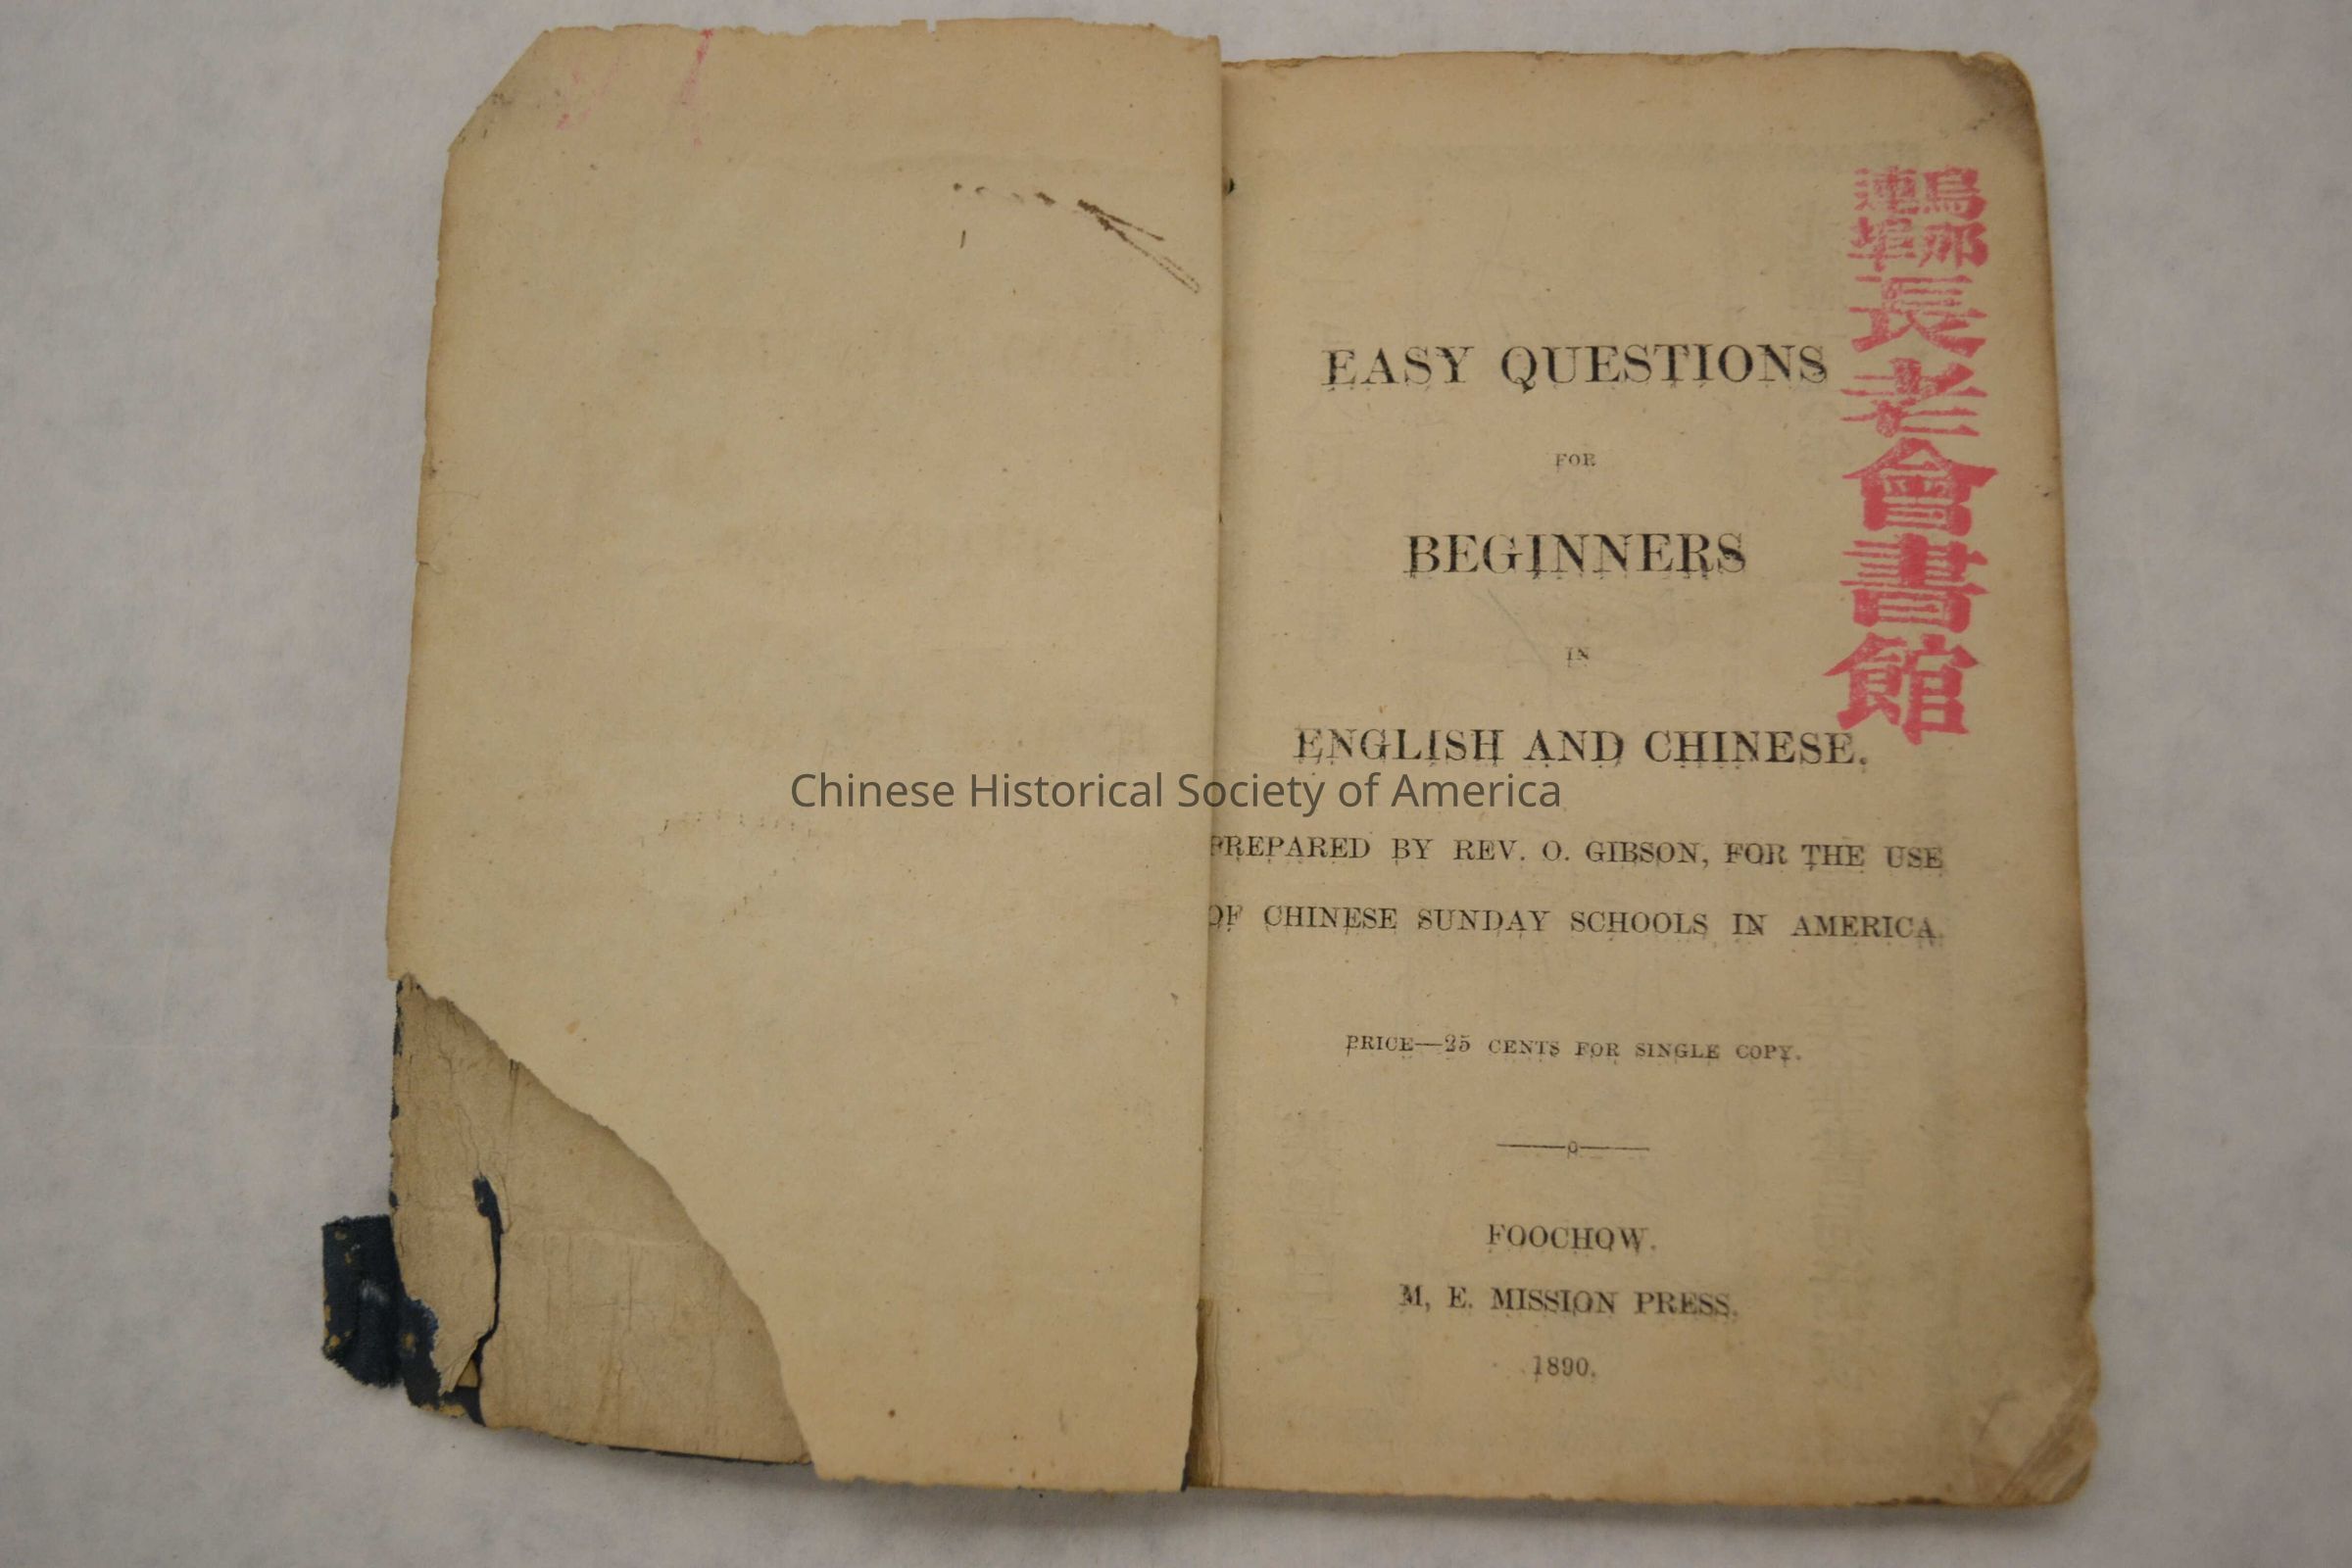 鳥那
連埠
長老會書館
EASY QUESTIONS
FOR
BEGINNERS
IN
ENGLISH AND CHINESE.
PREPARED BY REV. O. GIBSON, FOR THE USE
OF CHINESE SUNDAY SCHOOLS IN AMERICA.
PRICE—25 CENTS FOR SINGLE COPY.
FOOCHOW.
M, E. MISSION PRESS.
1890.
Chinese Historical Society of America